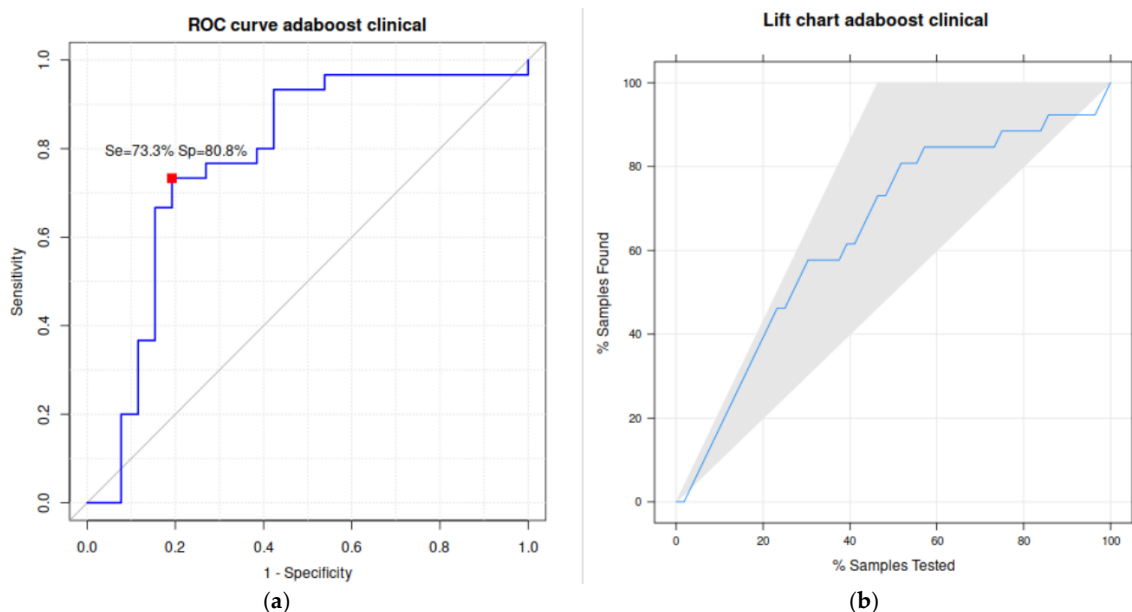 ROC curve adaboost clinical
1.0
0.8
0.6
0.4
0.2
0.0
Sensitivity
Se=73.3% Sp=80.8%
0.0 0.2 0.4 0.6 0.8 1.0
1 - Specificity
(a)
Lift chart adaboost clinical
100
80
60
40
20
0
% Samples Found
0 20 40 60 80 100
% Samples Tested
(b)